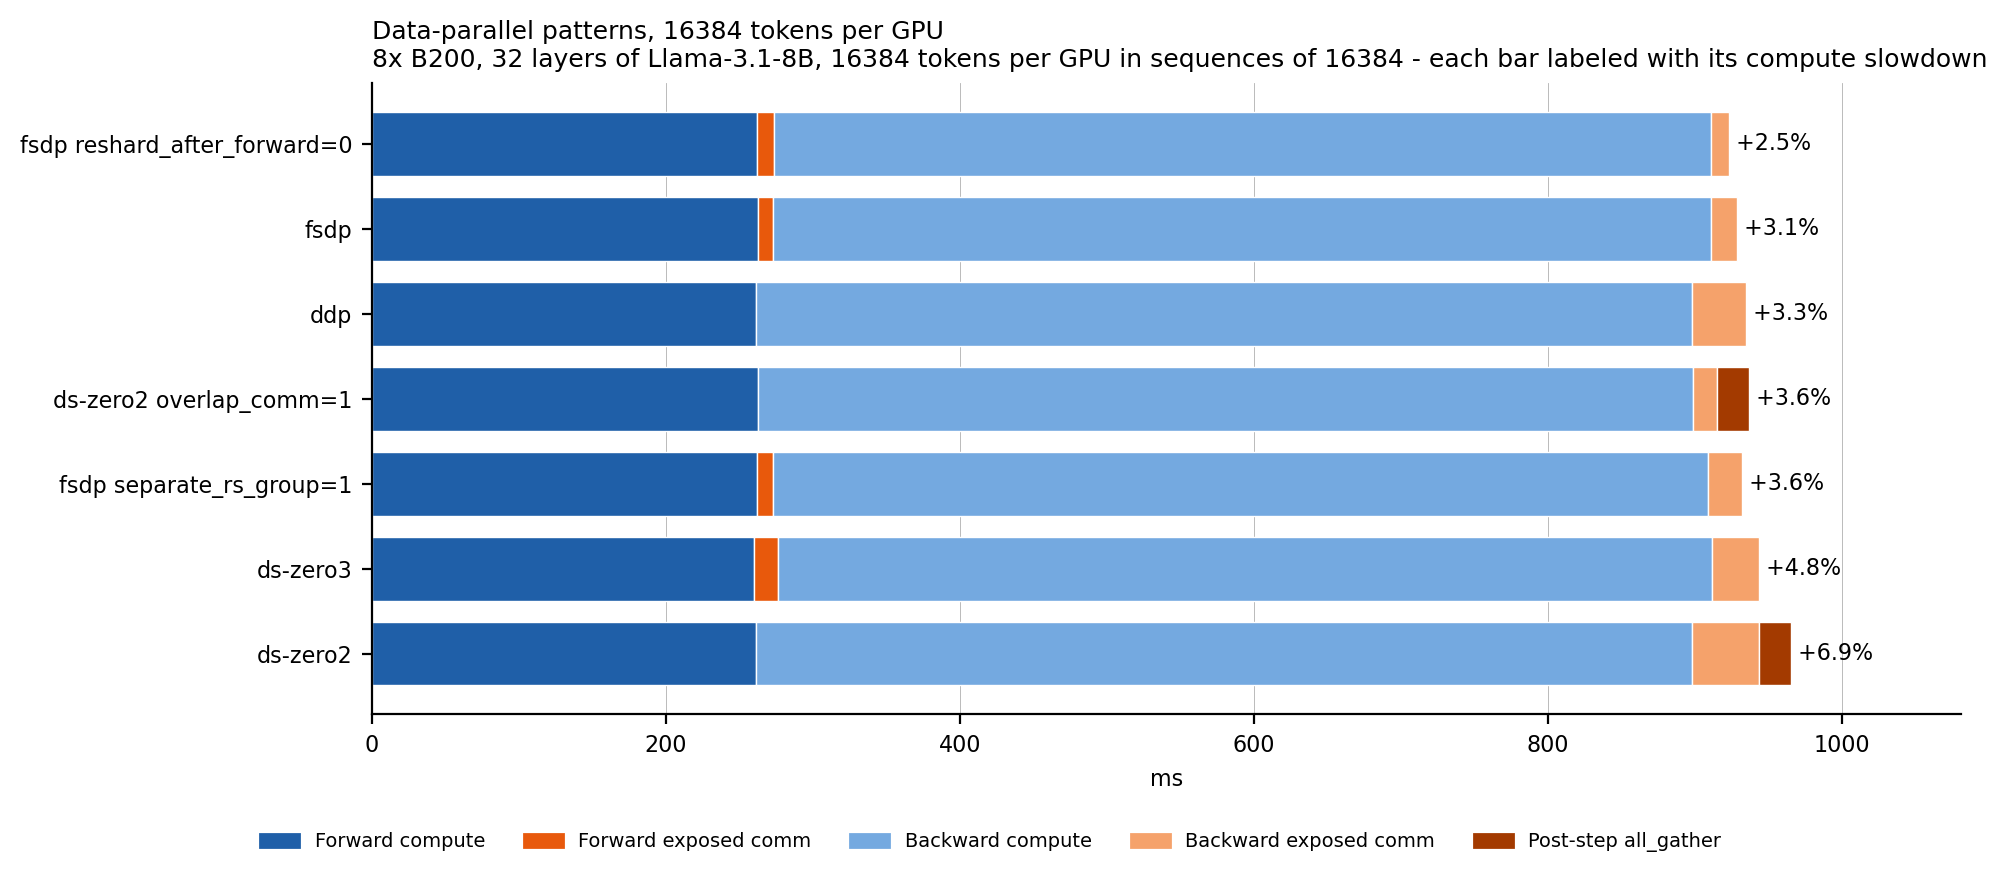 Data-parallel patterns, 16384 tokens per GPU
8x B200, 32 layers of Llama-3.1-8B, 16384 tokens per GPU in sequences of 16384 - each bar labeled with its compute slowdown
fsdp reshard_after_forward=0
+2.5%
fsdp
+3.1%
ddp
+3.3%
ds-zero2 overlap_comm=1
+3.6%
fsdp separate_rs_group=1
+3.6%
ds-zero3
+4.8%
ds-zero2
+6.9%
0 200 400 600 800 1000
ms
Forward compute Forward exposed comm Backward compute Backward exposed comm Post-step all_gather